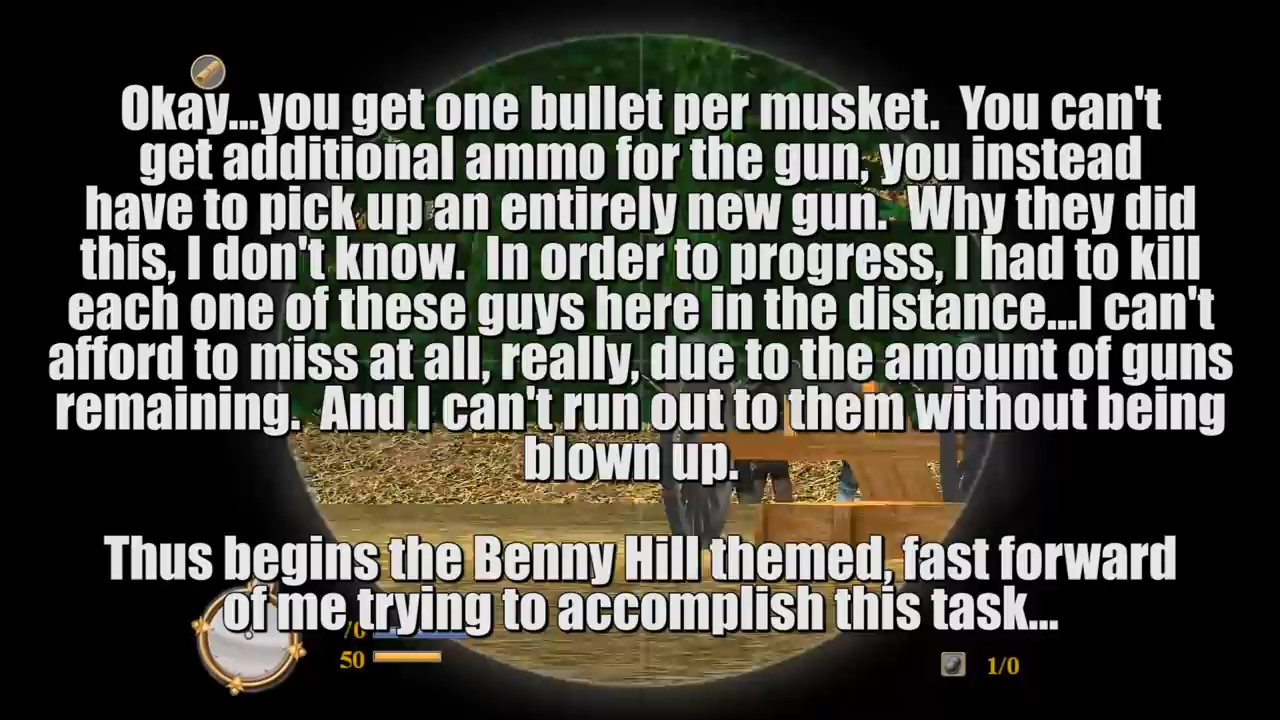 Okay...you get one bullet per musket.  You can't
get additional ammo for the gun, you instead
have to pick up an entirely new gun.  Why they did
this, I don't know.  In order to progress, I had to kill
each one of these guys here in the distance...I can't
afford to miss at all, really, due to the amount of guns
remaining.  And I can't run out to them without being
blown up.
Thus begins the Benny Hill themed, fast forward
of me trying to accomplish this task...
50
1/0